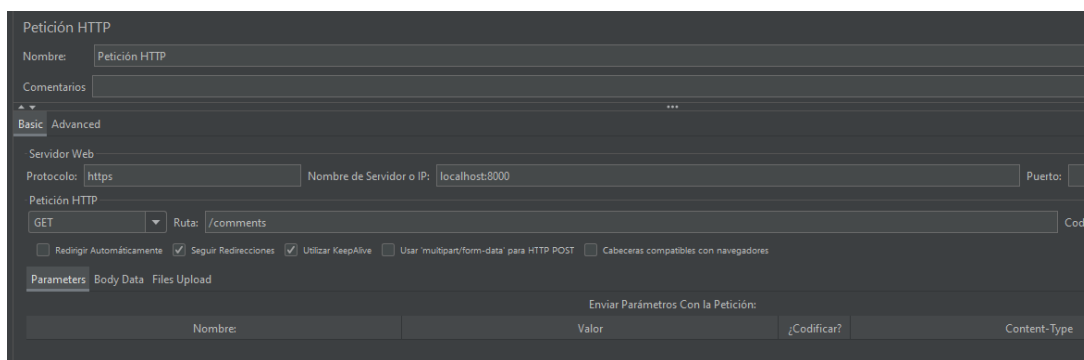 Petición HTTP
Nombre: Petición HTTP
Comentarios
Basic Advanced
Servidor Web
Protocolo: https Nombre de Servidor o IP: localhost:8000 Puerto:
Petición HTTP
GET Ruta: /comments Cod
Redirigir Automáticamente Seguir Redirecciones Utilizar KeepAlive Usar 'multipart/form-data' para HTTP POST Cabeceras compatibles con navegadores
Parameters Body Data Files Upload
Enviar Parámetros Con la Petición:
Nombre: Valor ¿Codificar? Content-Type